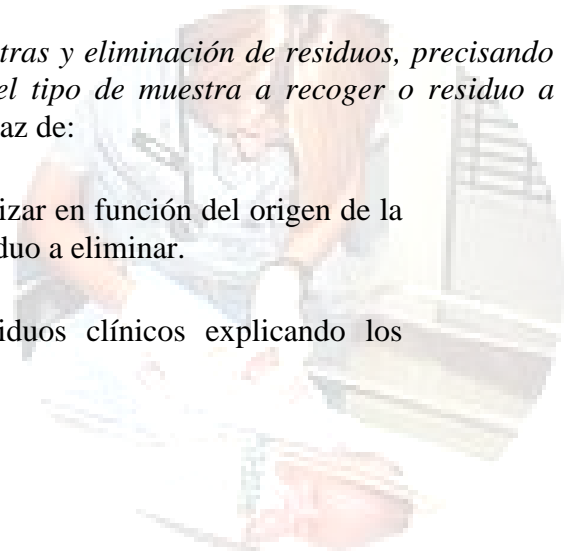 tras y eliminación de residuos, precisando
el tipo de muestra a recoger o residuo a
az de:
izar en función del origen de la
duo a eliminar.
iduos clínicos explicando los